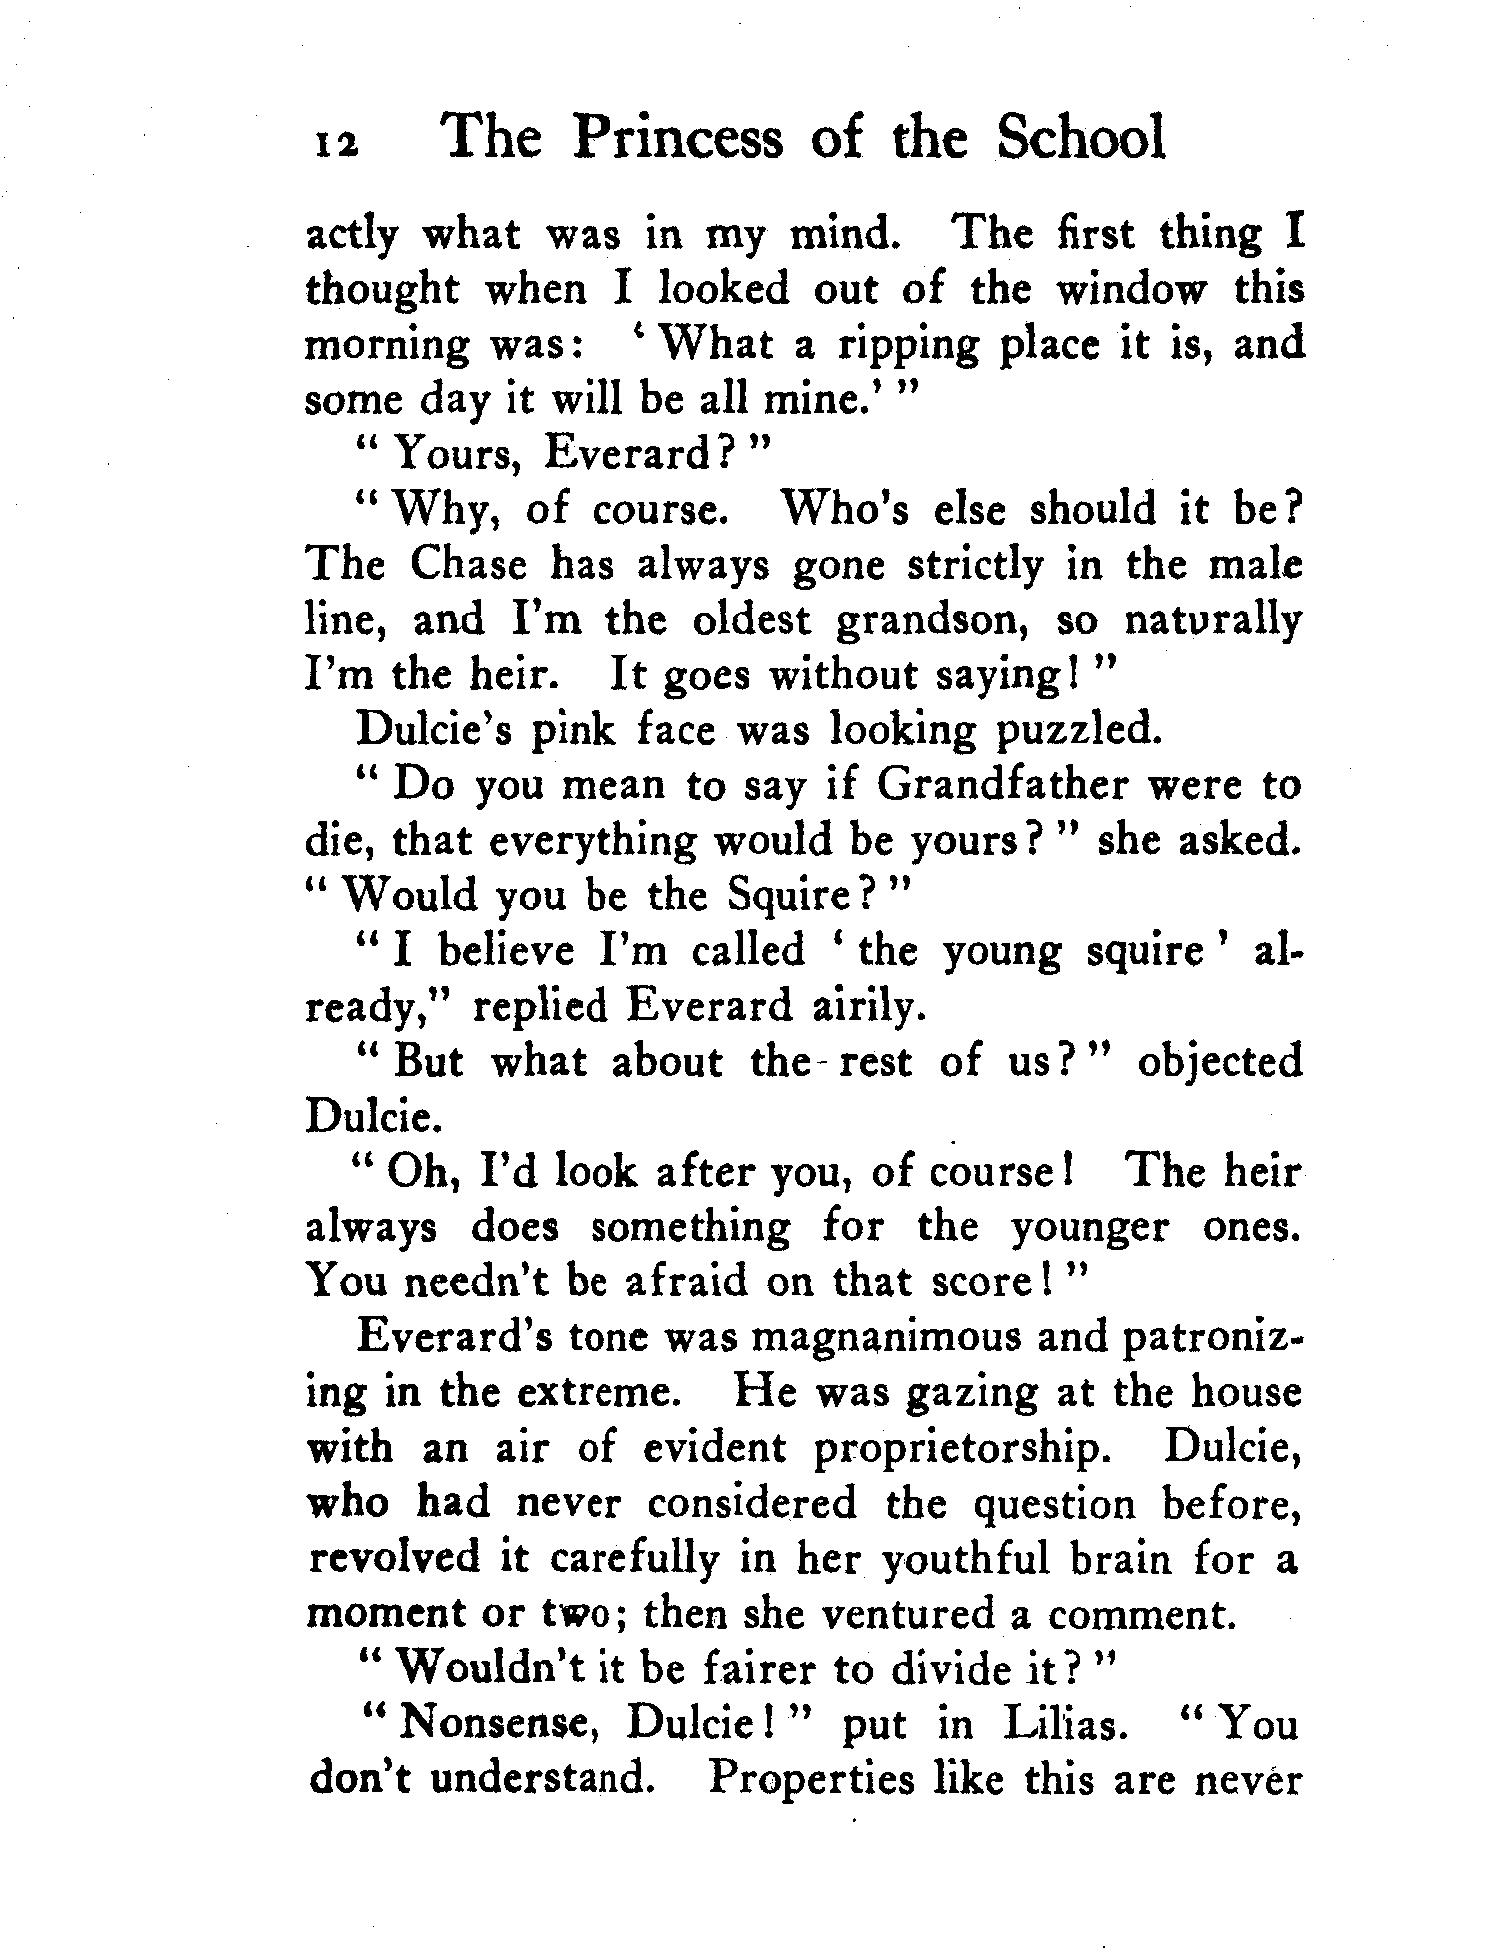 12 The Princess of the School
actly what was in my mind. The first thing I
thought when I looked out of the window this
morning was: ‘ What a ripping place it is, and
some day it will be all mine.’ ”
“ Yours, Everard? ”
“ Why, of course. Who’s else should it be?
The Chase has always gone strictly in the male
line, and I’m the oldest grandson, so naturally
I’m the heir. It goes without saying! ”
Dulcie’s pink face was looking puzzled.
“ Do you mean to say if Grandfather were to
die, that everything would be yours? ” she asked.
“ Would you be the Squire? ”
“ I believe I’m called ‘ the young squire ’ al-
ready,” replied Everard airily.
“ But what about the rest of us? ” objected
Dulcie.
“ Oh, I’d look after you, of course! The heir
always does something for the younger ones.
You needn’t be afraid on that score! ”
Everard’s tone was magnanimous and patroniz-
ing in the extreme. He was gazing at the house
with an air of evident proprietorship. Dulcie,
who had never considered the question before,
revolved it carefully in her youthful brain for a
moment or two; then she ventured a comment.
“ Wouldn’t it be fairer to divide it? ”
“ Nonsense, Dulcie! ” put in Lilias. “ You
don’t understand. Properties like this are never